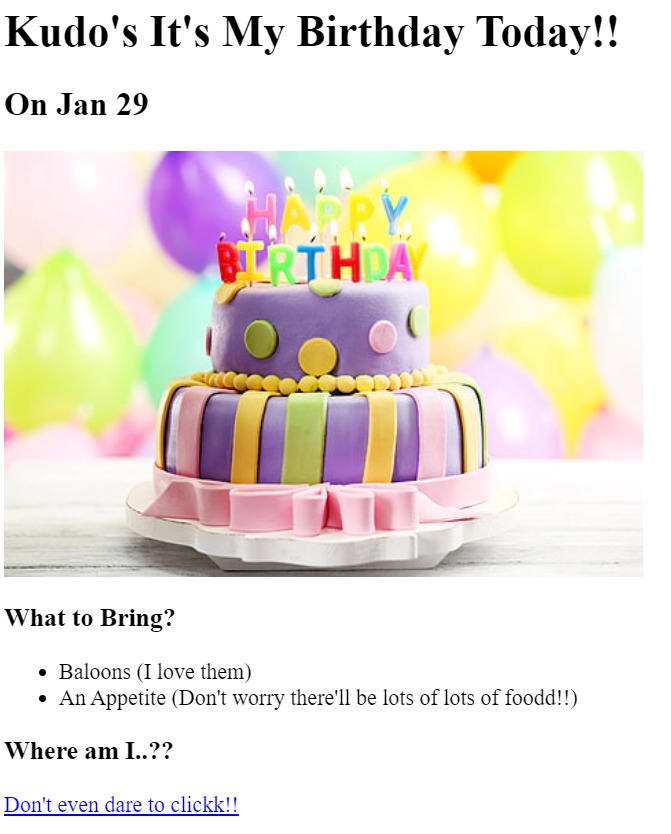 Kudo's It's My Birthday Today!!
On Jan 29
HAPPY
BIRTHDAY
What to Bring?
Baloons (I love them)
An Appetite (Don't worry there'll be lots of lots of foodd!!)
Where am I..??
Don't even dare to clickk!!